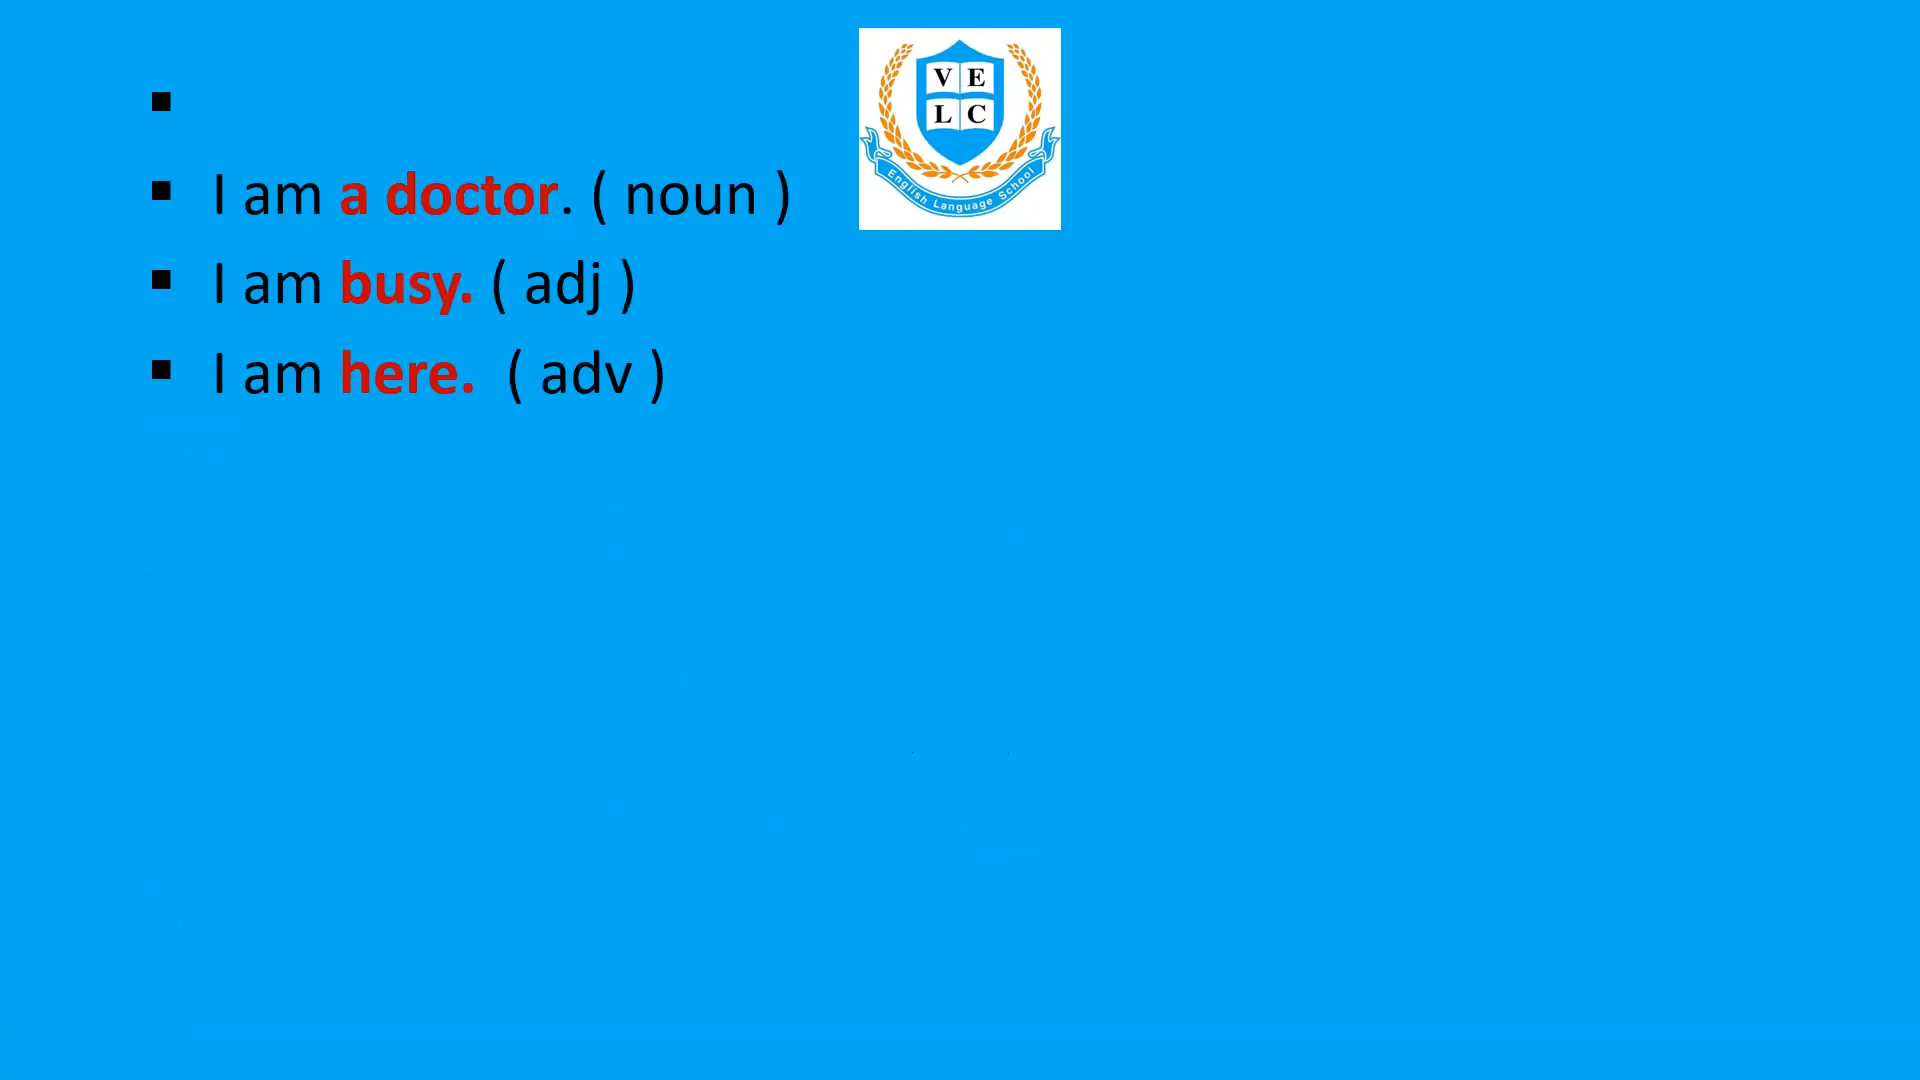 V E
L C
English Language School
▪
▪ I am a doctor. ( noun )
▪ I am busy. ( adj )
▪ I am here.  ( adv )